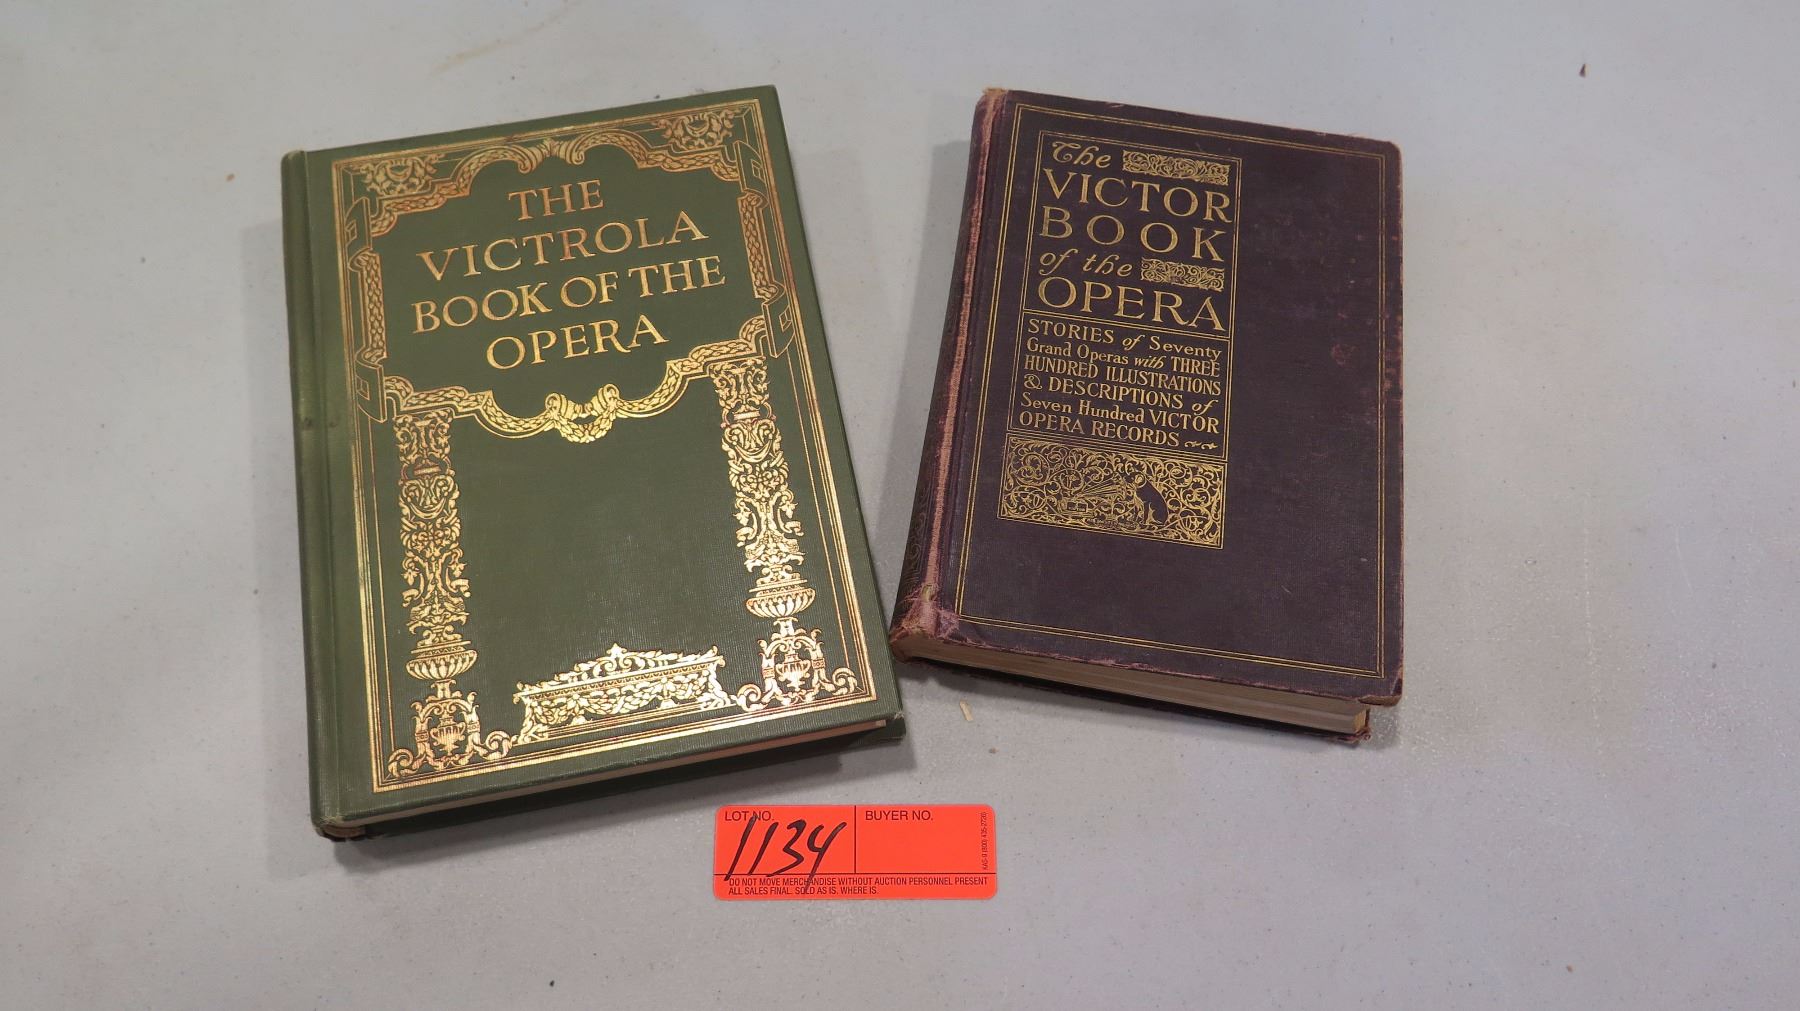 THE
VICTROLA
BOOK OF THE
OPERA
The
VICTOR
BOOK
of the
OPERA
STORIES of Seventy
Grand Operas with THREE
HUNDRED ILLUSTRATIONS
& DESCRIPTIONS of
Seven Hundred VICTOR
OPERA RECORDS
LOT NO.
1134
BUYER NO.
DO NOT MOVE MERCHANDISE WITHOUT AUCTION PERSONNEL PRESENT
ALL SALES FINAL. SOLD AS IS, WHERE IS.